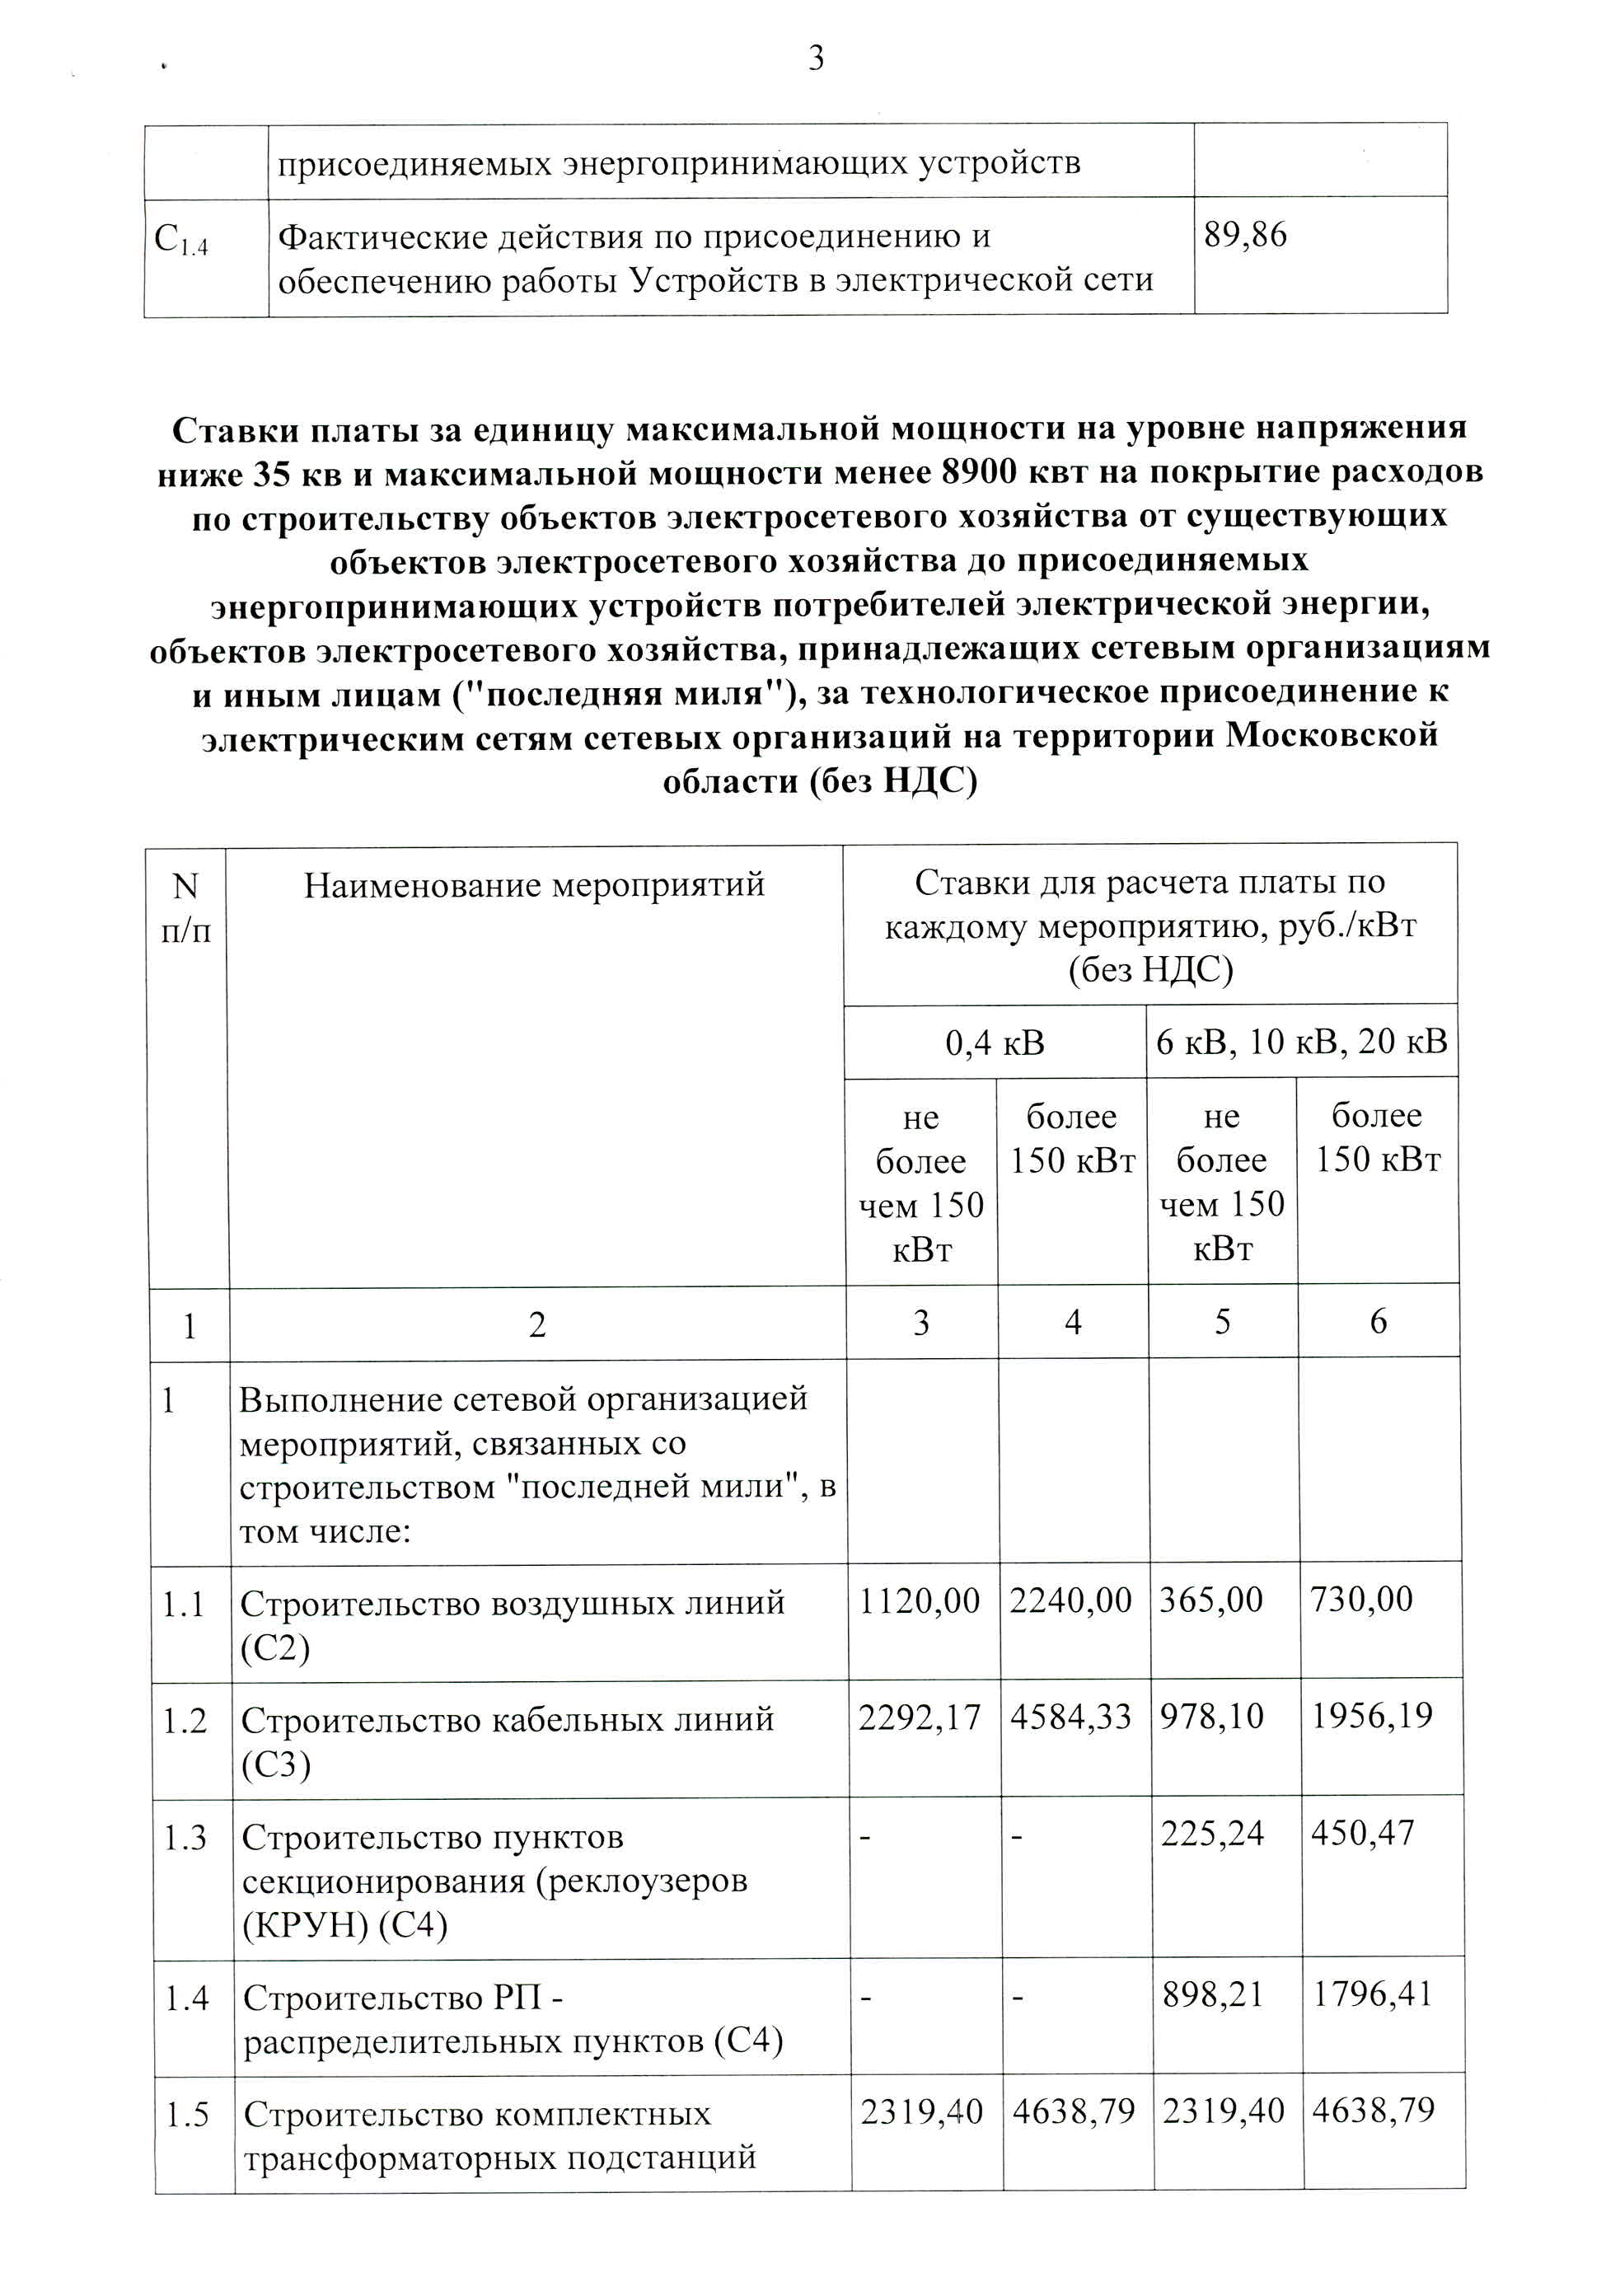 3
присоединяемых энергопринимающих устройств
С1.4 Фактические действия по присоединению и 89,86
обеспечению работы Устройств в электрической сети
Ставки платы за единицу максимальной мощности на уровне напряжения
ниже 35 кв и максимальной мощности менее 8900 квт на покрытие расходов
по строительству объектов электросетевого хозяйства от существующих
объектов электросетевого хозяйства до присоединяемых
энергопринимающих устройств потребителей электрической энергии,
объектов электросетевого хозяйства, принадлежащих сетевым организациям
и иным лицам ("последняя миля"), за технологическое присоединение к
электрическим сетям сетевых организаций на территории Московской
области (без НДС)
N
п/п
Наименование мероприятий
Ставки для расчета платы по
каждому мероприятию, руб./кВт
(без НДС)
0,4 кВ 6 кВ, 10 кВ, 20 кВ
не
более
чем 150
кВт
более
150 кВт
не
более
чем 150
кВт
более
150 кВт
1 2 3 4 5 6
1 Выполнение сетевой организацией
мероприятий, связанных со
строительством "последней мили", в
том числе:
1.1 Строительство воздушных линий 1120,00 2240,00 365,00 730,00
(С2)
1.2 Строительство кабельных линий 2292,17 4584,33 978,10 1956,19
(С3)
1.3 Строительство пунктов - - 225,24 450,47
секционирования (реклоузеров
(КРУН) (С4)
1.4 Строительство РП - - - 898,21 1796,41
распределительных пунктов (С4)
1.5 Строительство комплектных 2319,40 4638,79 2319,40 4638,79
трансформаторных подстанций